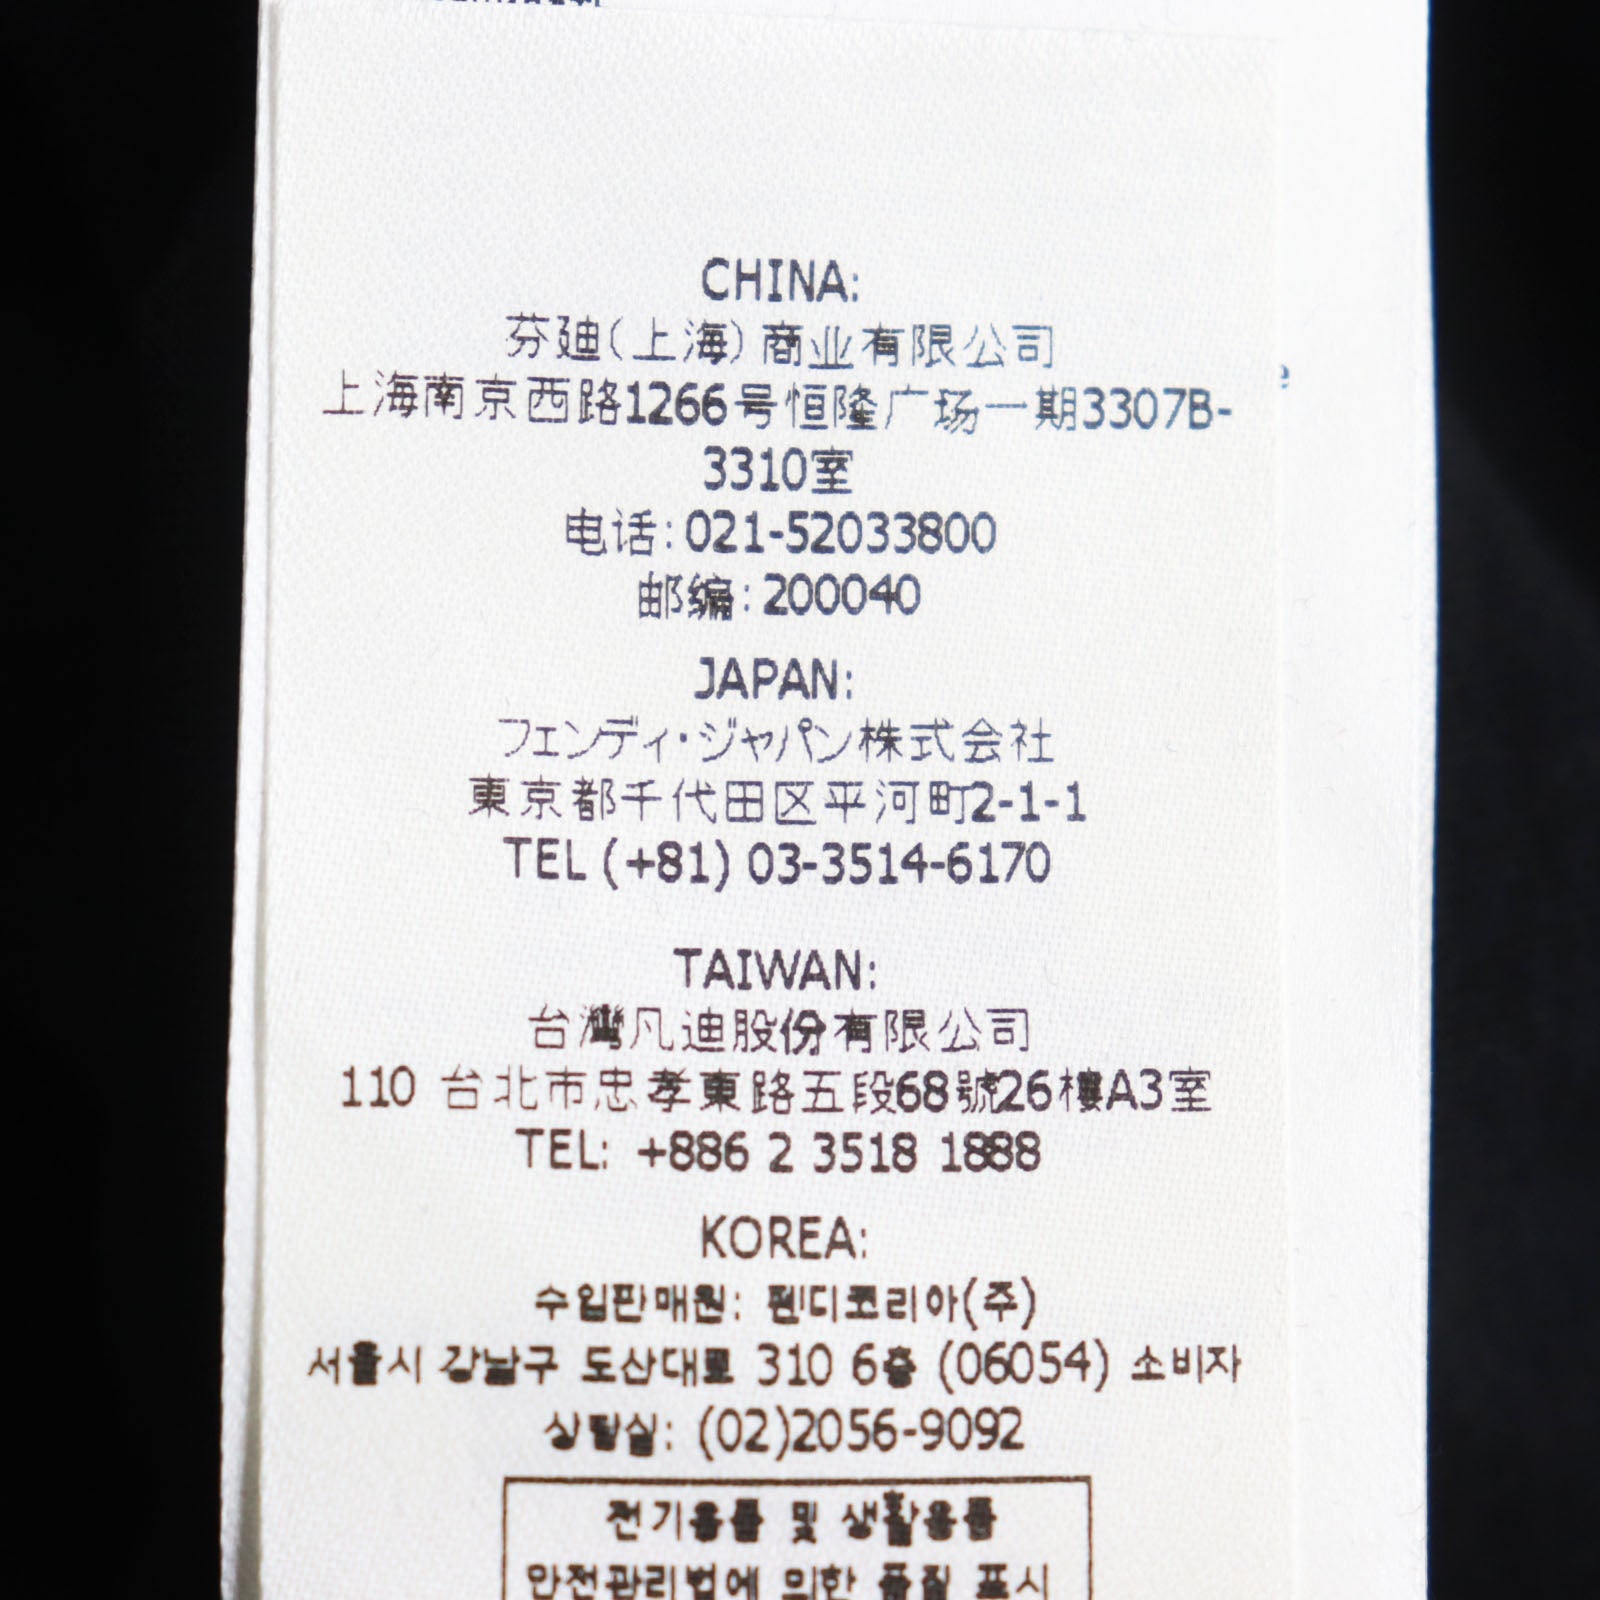 CHINA:
芬廸(上海)商业有限公司
上海南京西路1266号恒隆广场一期3307B-
3310室
电话:021-52033800
邮编:200040
JAPAN:
フェンディ・ジャパン株式会社
東京都千代田区平河町2-1-1
TEL (+81) 03-3514-6170
TAIWAN:
台灣凡迪股份有限公司
110 台北市忠孝東路五段68號26樓A3室
TEL: +886 2 3518 1888
KOREA:
수입판매원: 펜디코리아(주)
서울시 강남구 도산대로 310 6층 (06054) 소비자
상담실: (02)2056-9092
전기용품 및 생활용품
안전관리법에 의한 품질 표시